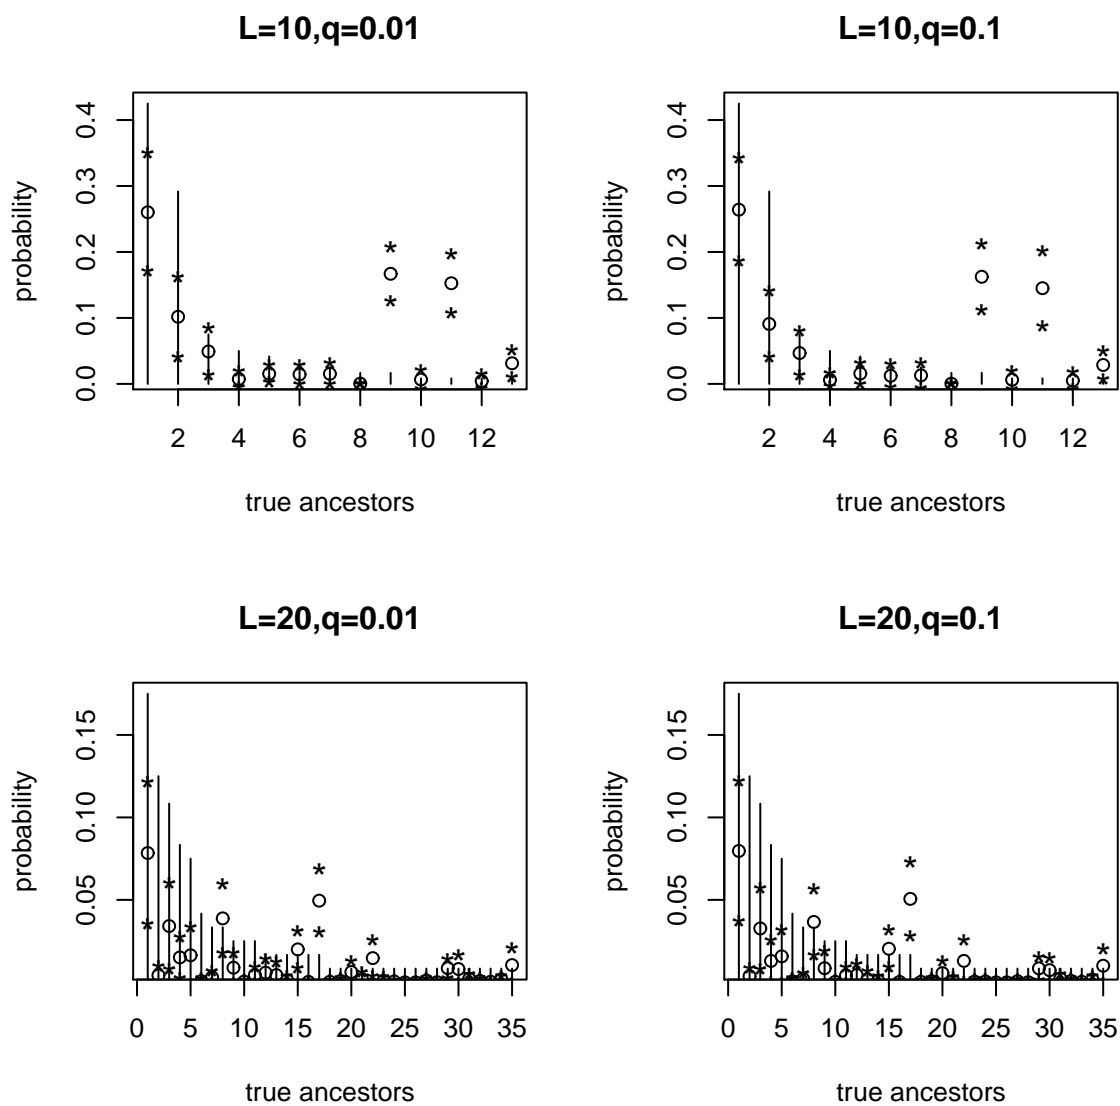 L=10,q=0.01
probability
0.0 0.1 0.2 0.3 0.4
2 4 6 8 10 12
true ancestors
L=10,q=0.1
probability
0.0 0.1 0.2 0.3 0.4
2 4 6 8 10 12
true ancestors
L=20,q=0.01
probability
0.05 0.10 0.15
0 5 10 15 20 25 30 35
true ancestors
L=20,q=0.1
probability
0.05 0.10 0.15
0 5 10 15 20 25 30 35
true ancestors